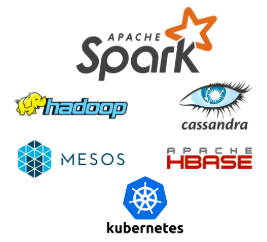 APACHE
Spark
hadoop
cassandra
MESOS
APACHE
HBASE
kubernetes